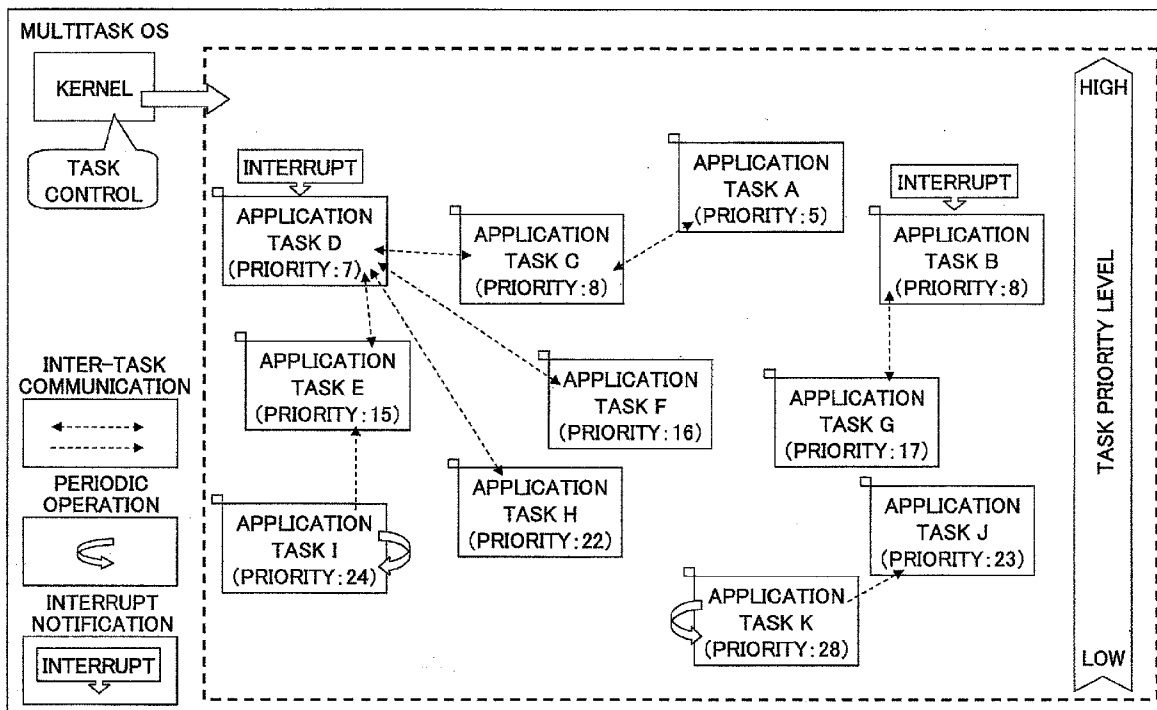 MULTITASK OS
KERNEL
TASK
CONTROL
HIGH
TASK PRIORITY LEVEL
LOW
INTERRUPT
APPLICATION
TASK D
(PRIORITY:7)
APPLICATION
TASK C
(PRIORITY:8)
APPLICATION
TASK A
(PRIORITY:5)
INTERRUPT
APPLICATION
TASK B
(PRIORITY:8)
APPLICATION
TASK E
(PRIORITY:15)
APPLICATION
TASK F
(PRIORITY:16)
APPLICATION
TASK G
(PRIORITY:17)
APPLICATION
TASK I
(PRIORITY:24)
APPLICATION
TASK H
(PRIORITY:22)
APPLICATION
TASK J
(PRIORITY:23)
APPLICATION
TASK K
(PRIORITY:28)
INTER-TASK
COMMUNICATION
PERIODIC
OPERATION
INTERRUPT
NOTIFICATION
INTERRUPT